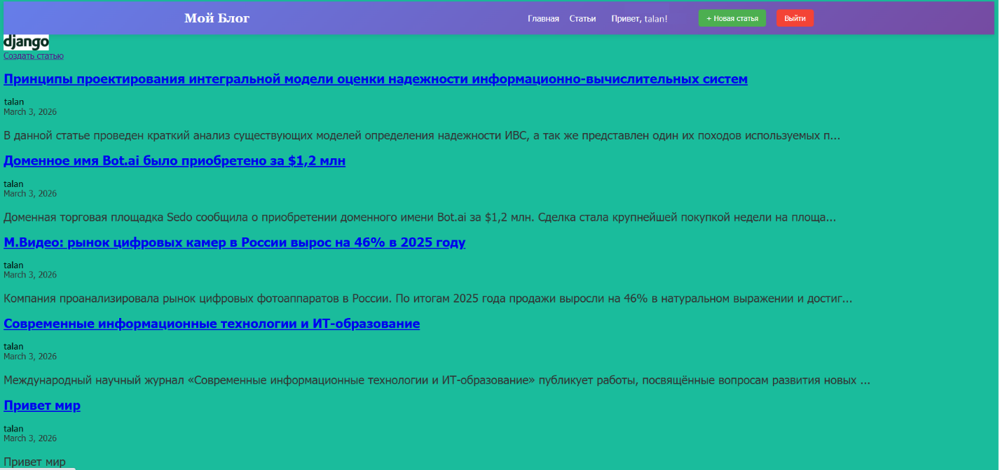 Мой Блог
Главная Статьи Привет, talan! + Новая статья Выйти
django
Создать статью
Принципы проектирования интегральной модели оценки надежности информационно-вычислительных систем
talan
March 3, 2026
В данной статье проведен краткий анализ существующих моделей определения надежности ИВС, а так же представлен один их походов используемых п...
Доменное имя Bot.ai было приобретено за $1,2 млн
talan
March 3, 2026
Доменная торговая площадка Sedo сообщила о приобретении доменного имени Bot.ai за $1,2 млн. Сделка стала крупнейшей покупкой недели на площа...
М.Видео: рынок цифровых камер в России вырос на 46% в 2025 году
talan
March 3, 2026
Компания проанализировала рынок цифровых фотоаппаратов в России. По итогам 2025 года продажи выросли на 46% в натуральном выражении и достиг...
Современные информационные технологии и ИТ-образование
talan
March 3, 2026
Международный научный журнал «Современные информационные технологии и ИТ-образование» публикует работы, посвящённые вопросам развития новых ...
Привет мир
talan
March 3, 2026
Привет мир